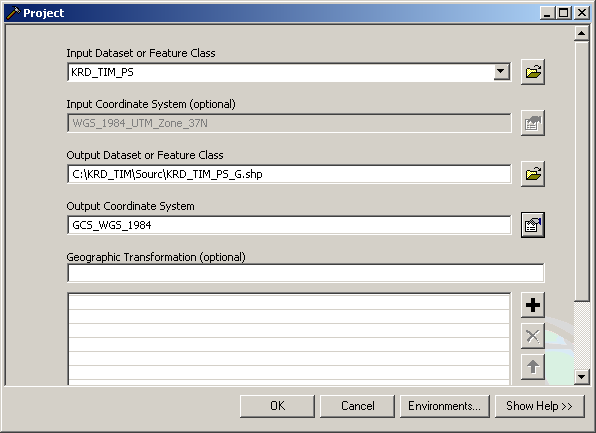 Project
Input Dataset or Feature Class
KRD_TIM_PS
Input Coordinate System (optional)
WGS_1984_UTM_Zone_37N
Output Dataset or Feature Class
C:\KRD_TIM\Sourc\KRD_TIM_PS_G.shp
Output Coordinate System
GCS_WGS_1984
Geographic Transformation (optional)
OK Cancel Environments... Show Help >>